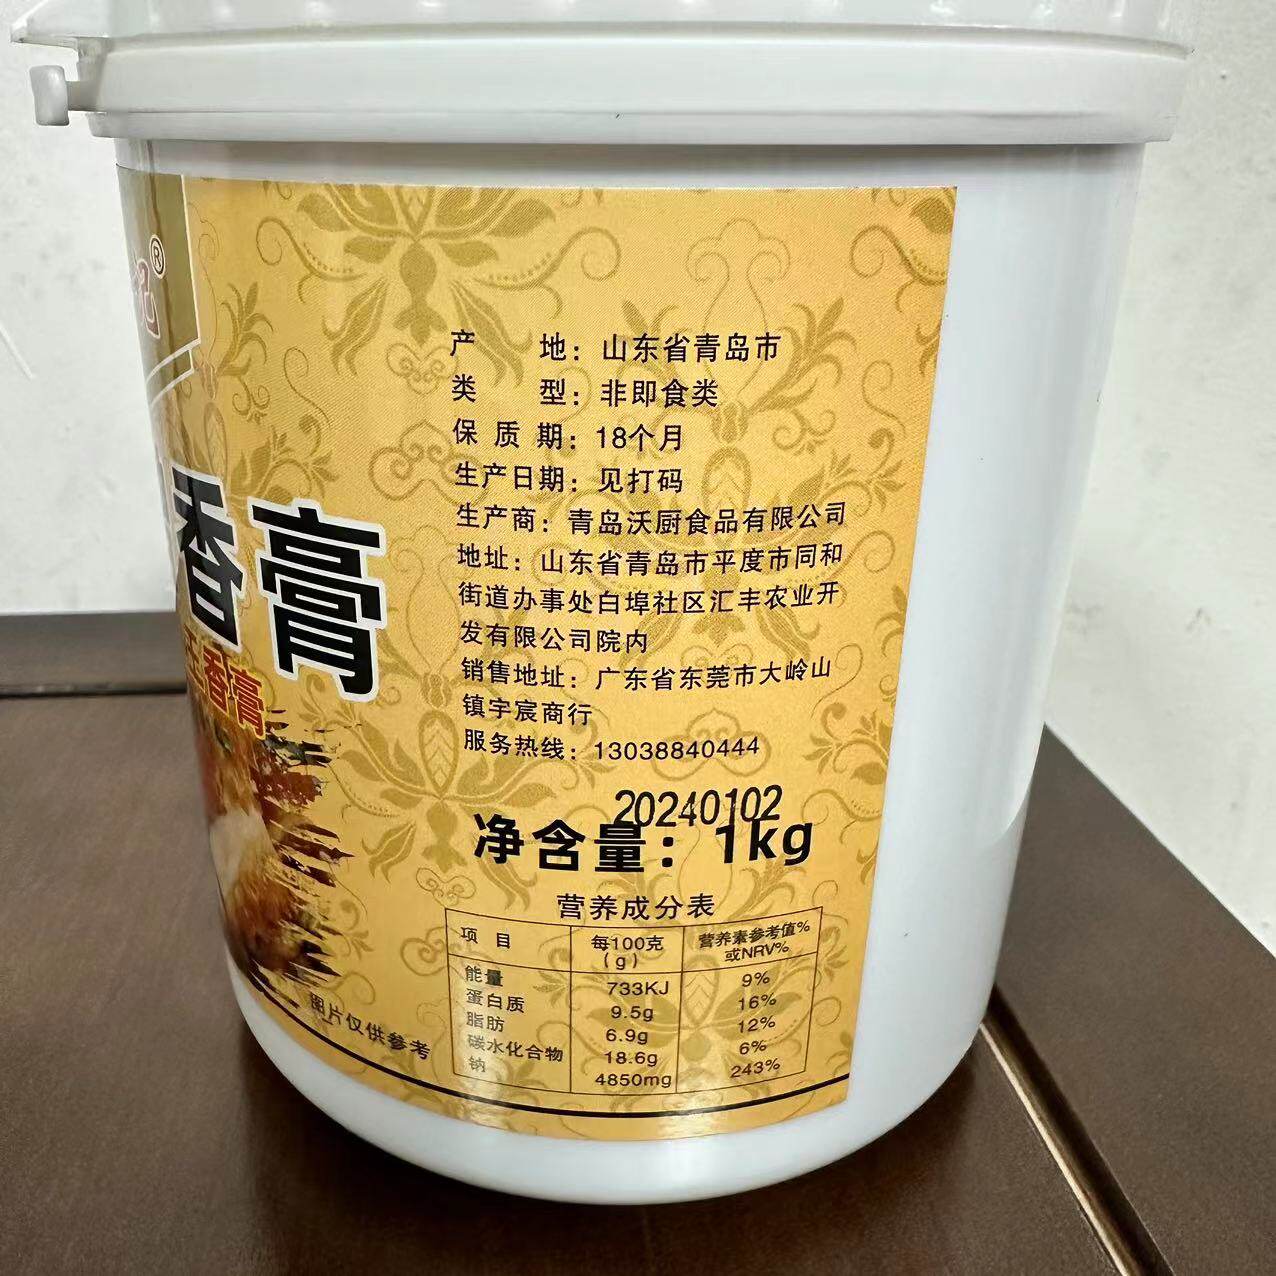 记®
香膏
香膏
图片仅供参考
产 地：山东省青岛市
类 型：非即食类
保质期：18个月
生产日期：见打码
生产商：青岛沃厨食品有限公司
地址：山东省青岛市平度市同和
街道办事处白埠社区汇丰农业开
发有限公司院内
销售地址：广东省东莞市大岭山
镇宇宸商行
服务热线：13038840444
20240102
净含量：1kg
营养成分表
项 目 每100克(g) 营养素参考值%或NRV%
能量 733KJ 9%
蛋白质 9.5g 16%
脂肪 6.9g 12%
碳水化合物 18.6g 6%
钠 4850mg 243%